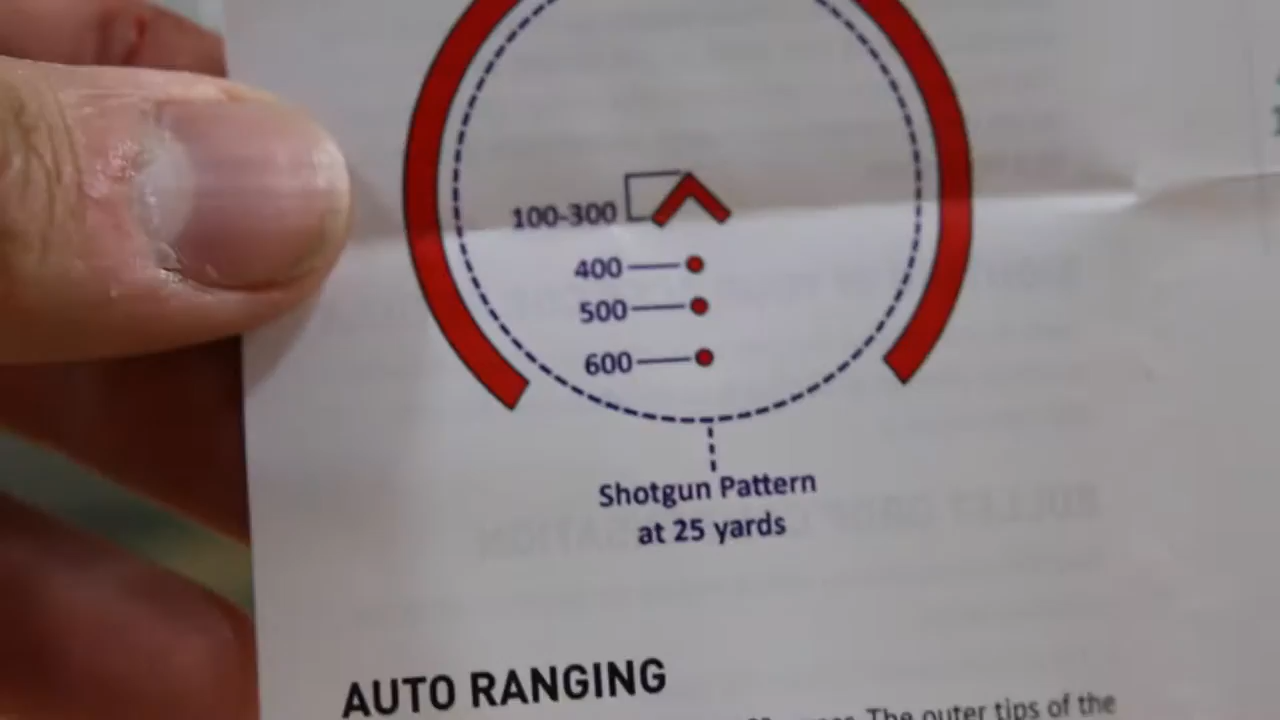 100-300
400
500
600
Shotgun Pattern
at 25 yards
AUTO RANGING
The outer tips of the